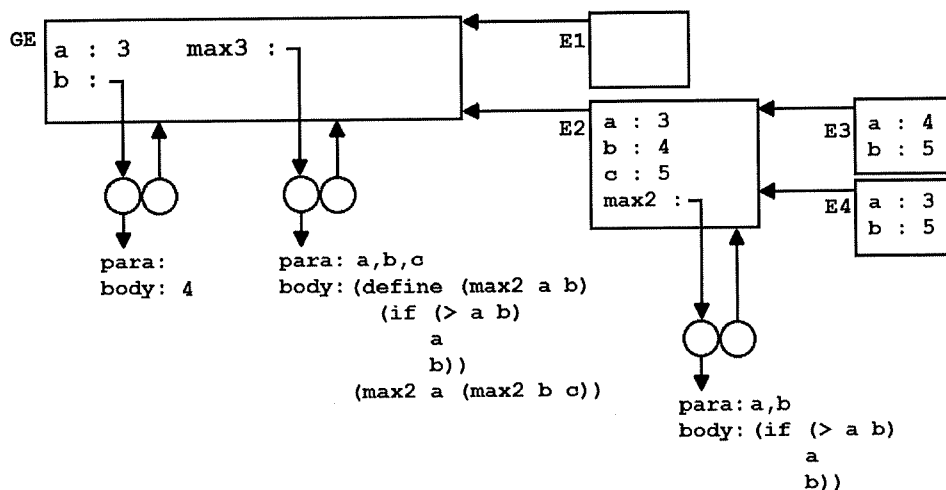 GE
a : 3 max3 :
b :
E1
E2
a : 3
b : 4
c : 5
max2 :
E3
a : 4
b : 5
E4
a : 3
b : 5
para:
body: 4
para: a,b,c
body: (define (max2 a b)
(if (> a b)
a
b))
(max2 a (max2 b c))
para: a,b
body: (if (> a b)
a
b))